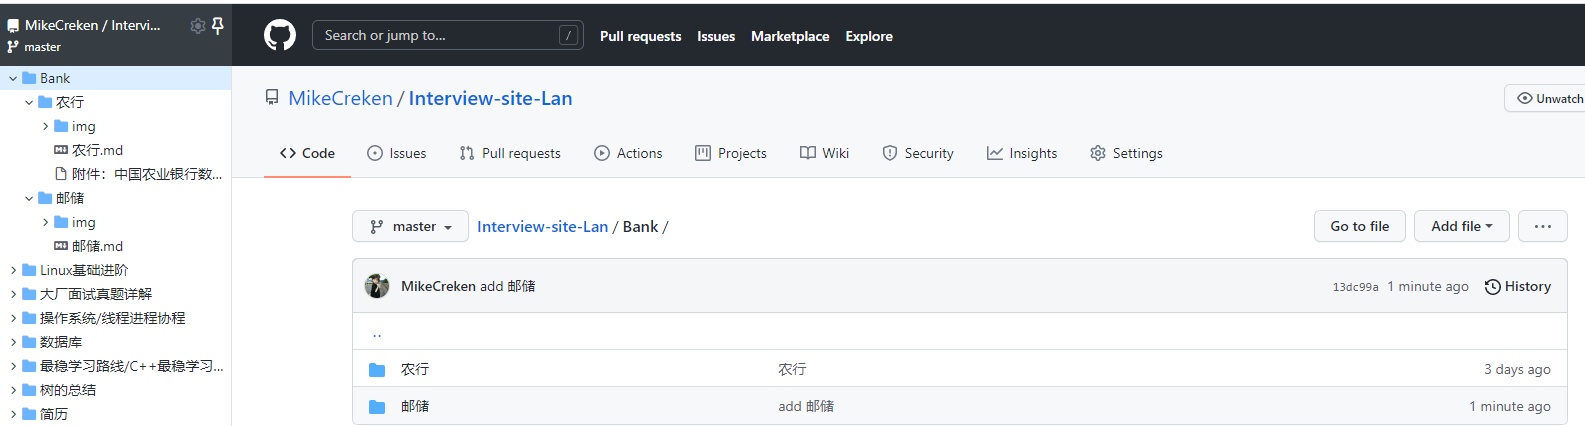 MikeCreken / Intervi...
master
Bank
农行
img
农行.md
附件：中国农业银行数...
邮储
img
邮储.md
Linux基础进阶
大厂面试真题详解
操作系统/线程进程协程
数据库
最稳学习路线/C++最稳学习...
树的总结
简历
Search or jump to...
/
Pull requests
Issues
Marketplace
Explore
MikeCreken / Interview-site-Lan
Unwatch
Code
Issues
Pull requests
Actions
Projects
Wiki
Security
Insights
Settings
master
Interview-site-Lan / Bank /
Go to file
Add file
...
MikeCreken add 邮储
13dc99a 1 minute ago
History
..
农行 农行 3 days ago
邮储 add 邮储 1 minute ago